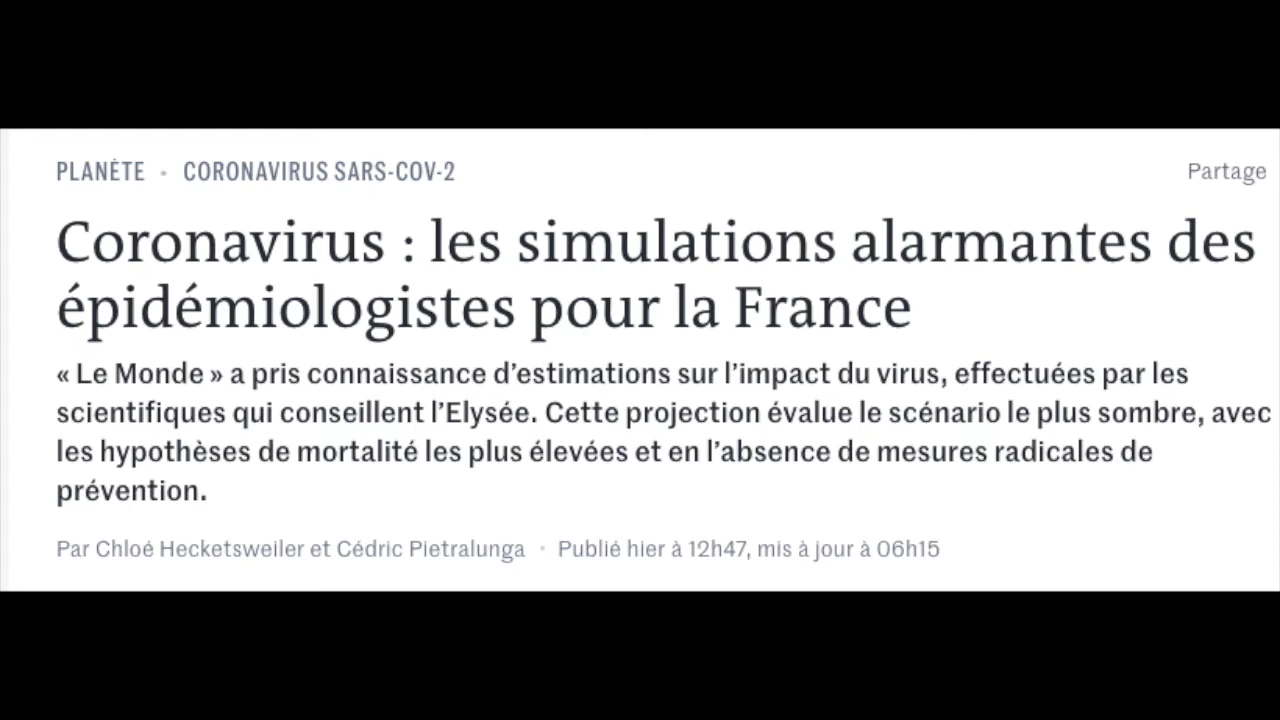 PLANÈTE • CORONAVIRUS SARS-COV-2
Partage
Coronavirus : les simulations alarmantes des
épidémiologistes pour la France
« Le Monde » a pris connaissance d’estimations sur l’impact du virus, effectuées par les
scientifiques qui conseillent l’Elysée. Cette projection évalue le scénario le plus sombre, avec
les hypothèses de mortalité les plus élevées et en l’absence de mesures radicales de
prévention.
Par Chloé Hecketsweiler et Cédric Pietralunga • Publié hier à 12h47, mis à jour à 06h15